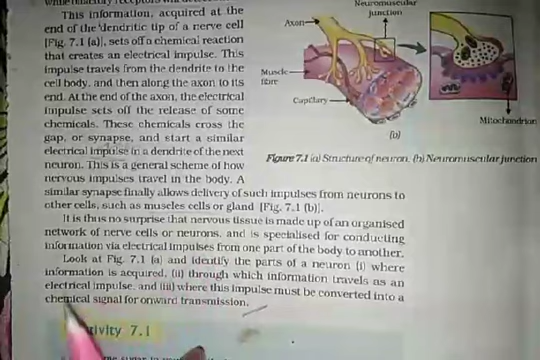 This information, acquired at the
end of the dendritic tip of a nerve cell
[Fig. 7.1 (a)], sets off a chemical reaction
that creates an electrical impulse. This
impulse travels from the dendrite to the
cell body, and then along the axon to its
end. At the end of the axon, the electrical
impulse sets off the release of some
chemicals. These chemicals cross the
gap, or synapse, and start a similar
electrical impulse in a dendrite of the next
neuron. This is a general scheme of how
nervous impulses travel in the body. A
similar synapse finally allows delivery of such impulses from neurons to
other cells, such as muscles cells or gland [Fig. 7.1 (b)].
It is thus no surprise that nervous tissue is made up of an organised
network of nerve cells or neurons, and is specialised for conducting
information via electrical impulses from one part of the body to another.
Look at Fig. 7.1 (a) and identify the parts of a neuron (i) where
information is acquired, (ii) through which information travels as an
electrical impulse, and (iii) where this impulse must be converted into a
chemical signal for onward transmission.
Neuromuscular
junction
Axon
Muscle
fibre
Capillary
Mitochondrion
(b)
Figure 7.1 (a) Structure of neuron, (b) Neuromuscular junction
tivity 7.1
sugar in